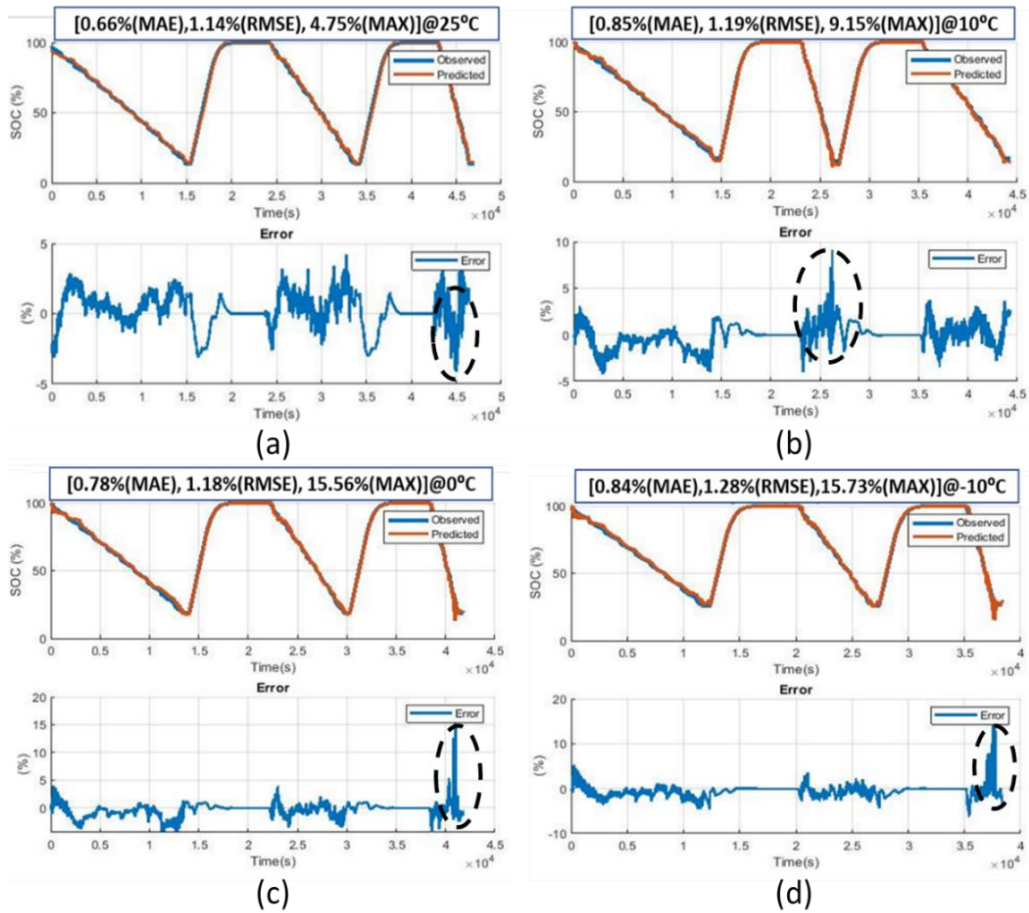 [0.66%(MAE),1.14%(RMSE), 4.75%(MAX)]@25⁰C
100
50
0
SOC (%)
Observed
Predicted
0 0.5 1 1.5 2 2.5 3 3.5 4 4.5 5
Time(s)
×10⁴
Error
5
0
-5
(%)
Error
0 0.5 1 1.5 2 2.5 3 3.5 4 4.5 5
Time(s)
×10⁴
(a)
[0.85%(MAE), 1.19%(RMSE), 9.15%(MAX)]@10⁰C
100
50
0
SOC (%)
Observed
Predicted
0 0.5 1 1.5 2 2.5 3 3.5 4 4.5
Time(s)
×10⁴
Error
10
5
0
-5
(%)
Error
0 0.5 1 1.5 2 2.5 3 3.5 4 4.5
Time(s)
×10⁴
(b)
[0.78%(MAE), 1.18%(RMSE), 15.56%(MAX)]@0⁰C
100
50
0
SOC (%)
Observed
Predicted
0 0.5 1 1.5 2 2.5 3 3.5 4 4.5
Time(s)
×10⁴
Error
20
15
10
5
0
(%)
Error
0 0.5 1 1.5 2 2.5 3 3.5 4 4.5
Time(s)
×10⁴
(c)
[0.84%(MAE),1.28%(RMSE),15.73%(MAX)]@-10⁰C
100
50
0
SOC (%)
Observed
Predicted
0 0.5 1 1.5 2 2.5 3 3.5 4
Time(s)
×10⁴
Error
20
10
0
-10
(%)
Error
0 0.5 1 1.5 2 2.5 3 3.5 4
Time(s)
×10⁴
(d)